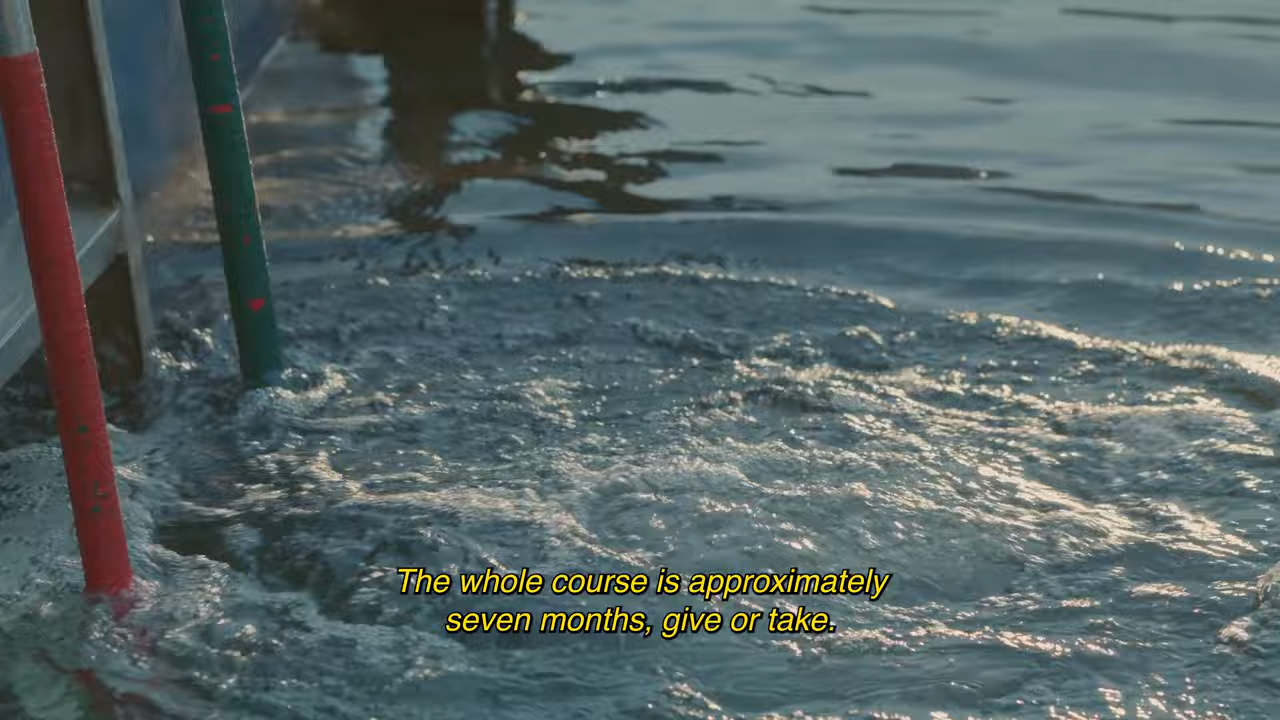 The whole course is approximately
seven months, give or take.